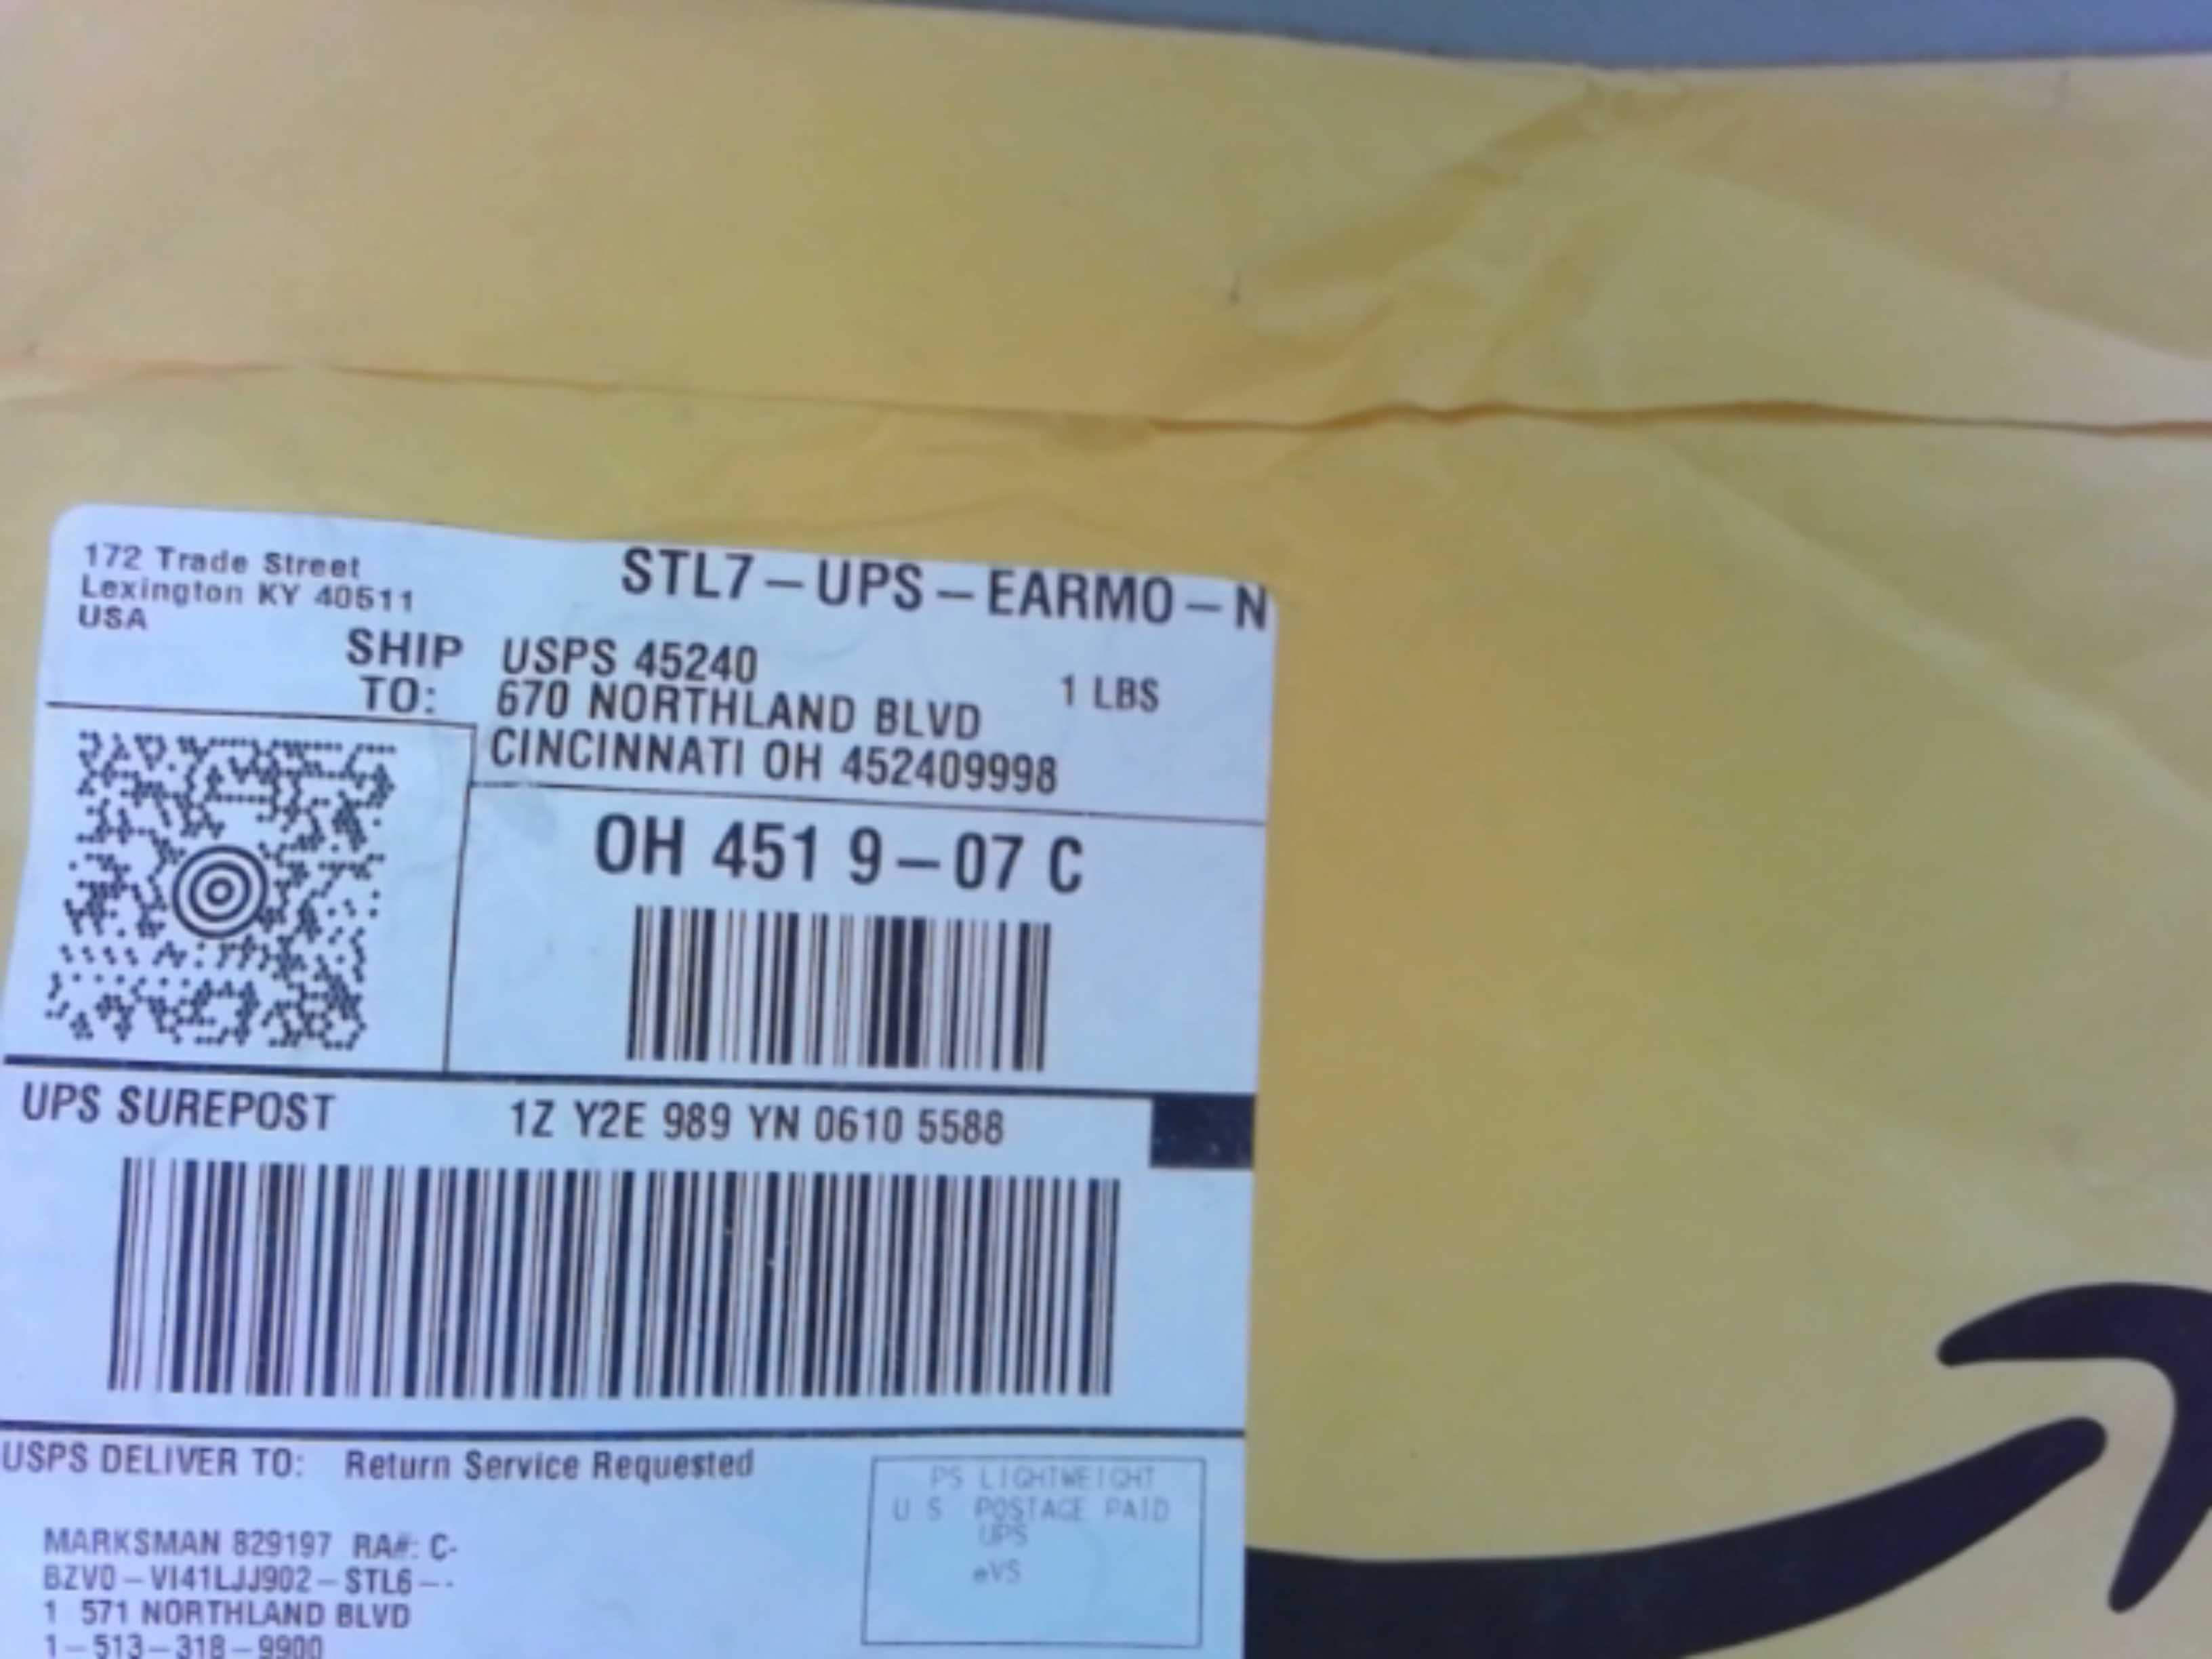 172 Trade Street
Lexington KY 40511
USA
STL7-UPS-EARMO-N
SHIP TO:
USPS 45240
670 NORTHLAND BLVD
CINCINNATI OH 452409998
1 LBS
OH 451 9-07 C
UPS SUREPOST
1Z Y2E 989 YN 0610 5588
USPS DELIVER TO: Return Service Requested
MARKSMAN 829197 RA#: C-
BZV0-VI41LJJ902-STL6--
1 571 NORTHLAND BLVD
1-513-318-9900
PS LIGHTWEIGHT
U S POSTAGE PAID
UPS
eVS